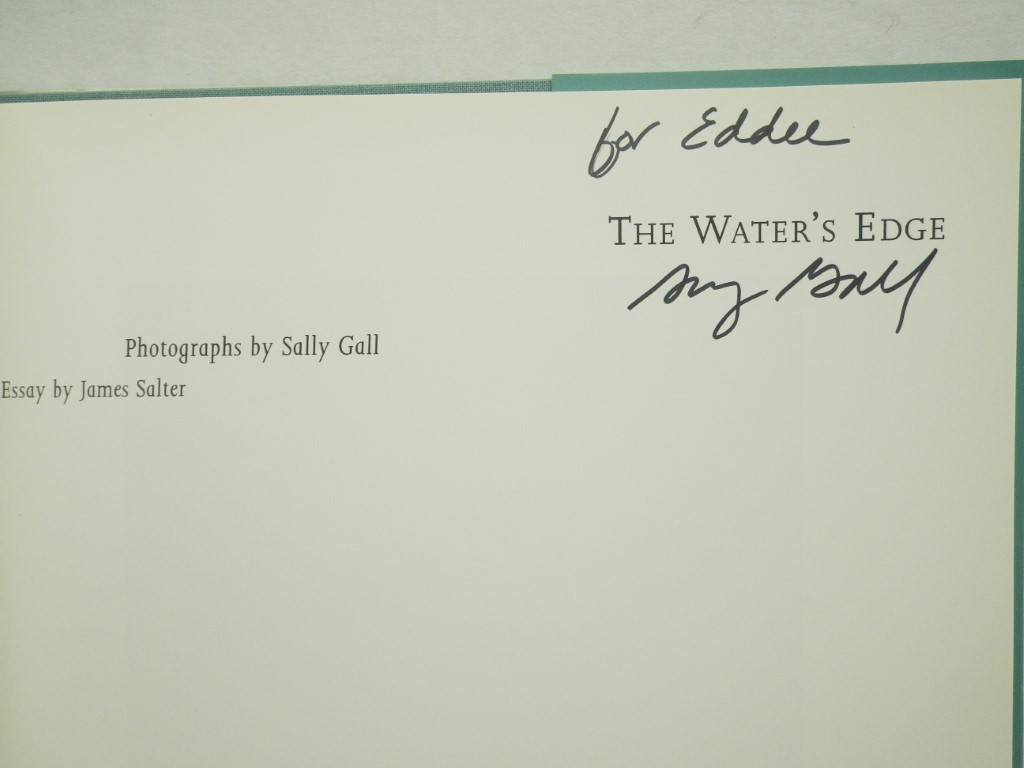 for Eddee
THE WATER'S EDGE
Sally Gall
Photographs by Sally Gall
Essay by James Salter